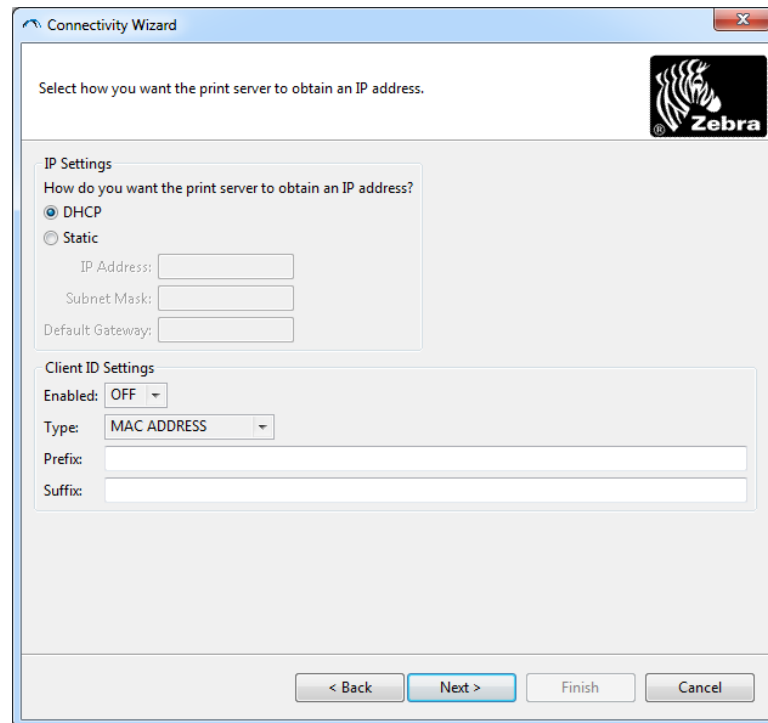 Connectivity Wizard
Select how you want the print server to obtain an IP address.
® Zebra
IP Settings
How do you want the print server to obtain an IP address?
DHCP
Static
IP Address:
Subnet Mask:
Default Gateway:
Client ID Settings
Enabled: OFF
Type: MAC ADDRESS
Prefix:
Suffix:
< Back Next > Finish Cancel